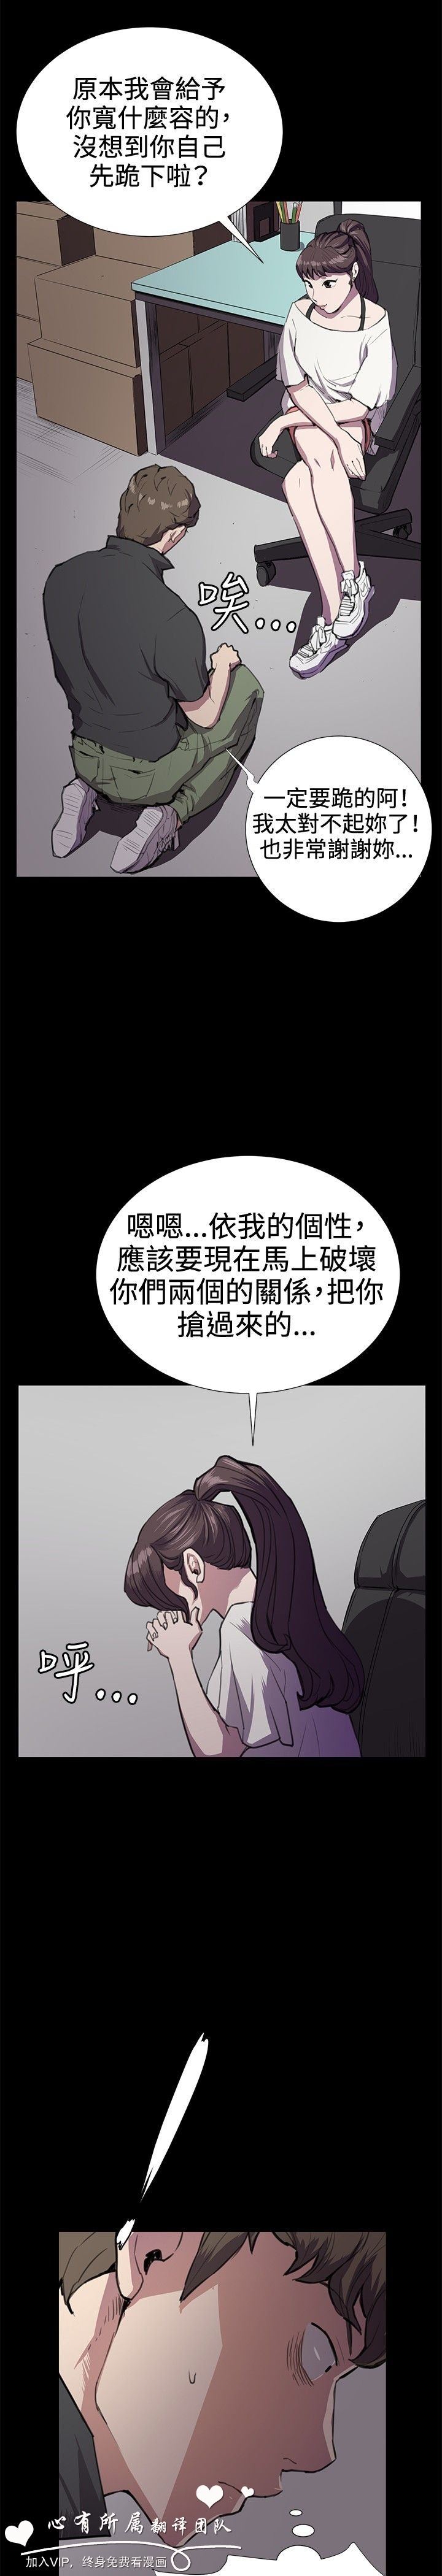 原本我會給予
你寬什麼容的，
沒想到你自己
先跪下啦？
唉...
一定要跪的阿！
我太對不起妳了！
也非常謝謝妳...
嗯嗯...依我的個性，
應該要現在馬上破壞
你們兩個的關係，把你
搶過來的...
呼...
心有所属翻译团队
加入VIP，终身免费看漫画